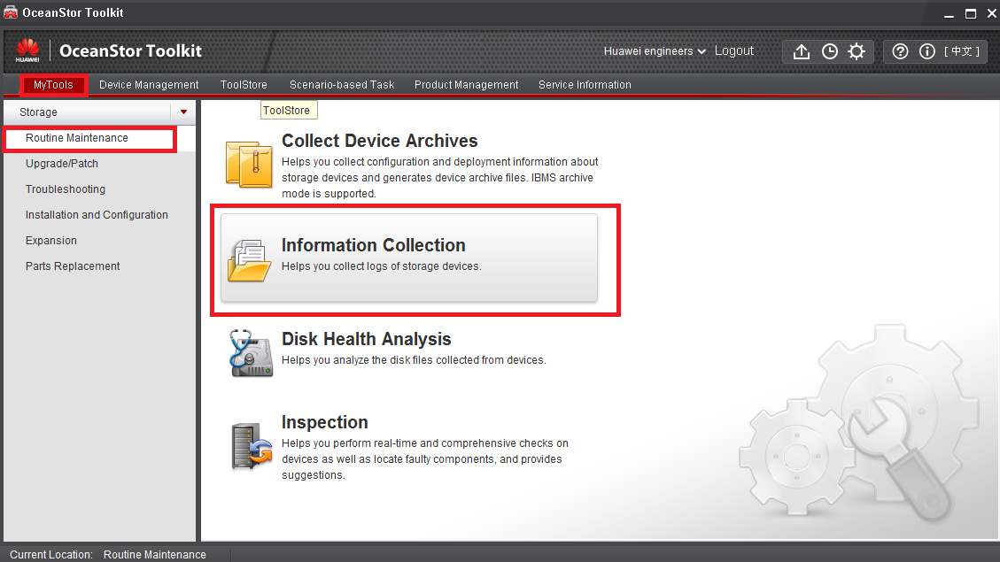 OceanStor Toolkit
HUAWEI
OceanStor Toolkit
Huawei engineers
Logout
[ 中文 ]
MyTools
Device Management
ToolStore
Scenario-based Task
Product Management
Service Information
Storage
ToolStore
Routine Maintenance
Upgrade/Patch
Troubleshooting
Installation and Configuration
Expansion
Parts Replacement
Collect Device Archives
Helps you collect configuration and deployment information about
storage devices and generates device archive files. IBMS archive
mode is supported.
Information Collection
Helps you collect logs of storage devices.
Disk Health Analysis
Helps you analyze the disk files collected from devices.
Inspection
Helps you perform real-time and comprehensive checks on
devices as well as locate faulty components, and provides
suggestions.
Current Location: Routine Maintenance